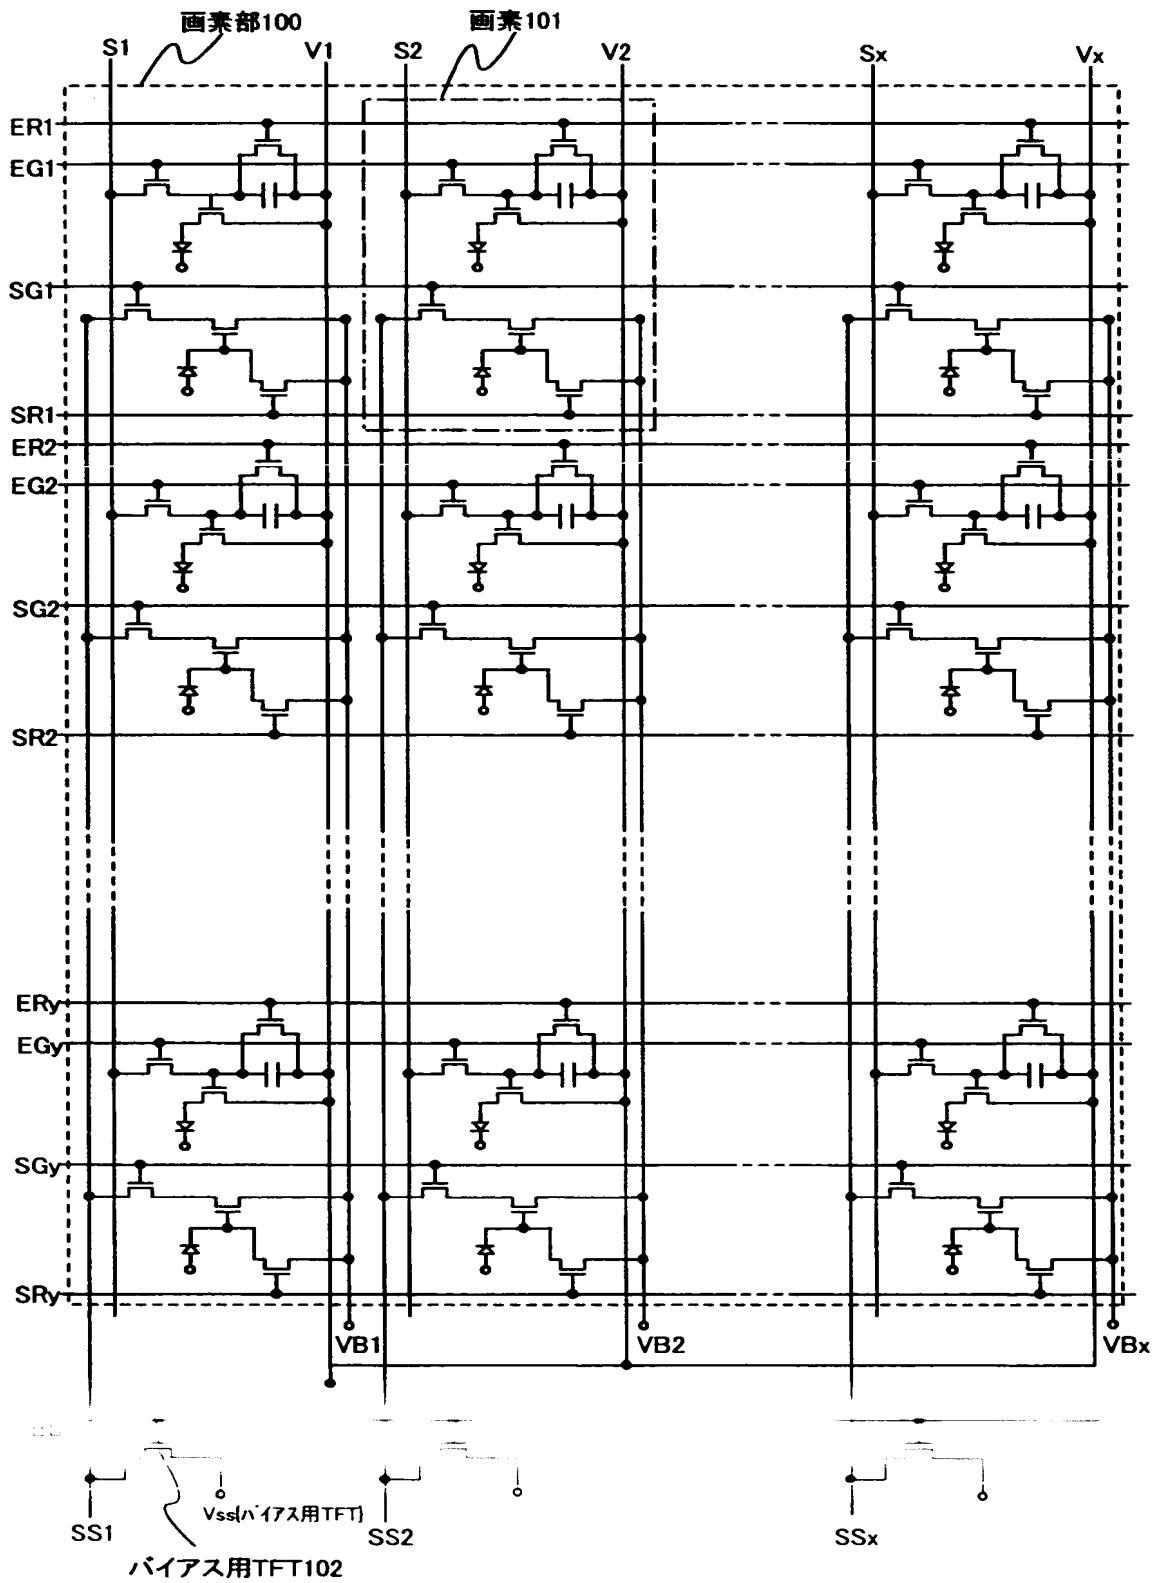 画素部100 画素101
S1 V1 S2 V2 Sx Vx
ER1
EG1
SG1
SR1
ER2
EG2
SG2
SR2
ERy
EGy
SGy
SRy
VB1 VB2 VBx
Vss(バイアス用TFT)
SS1 SS2 SSx
バイアス用TFT102